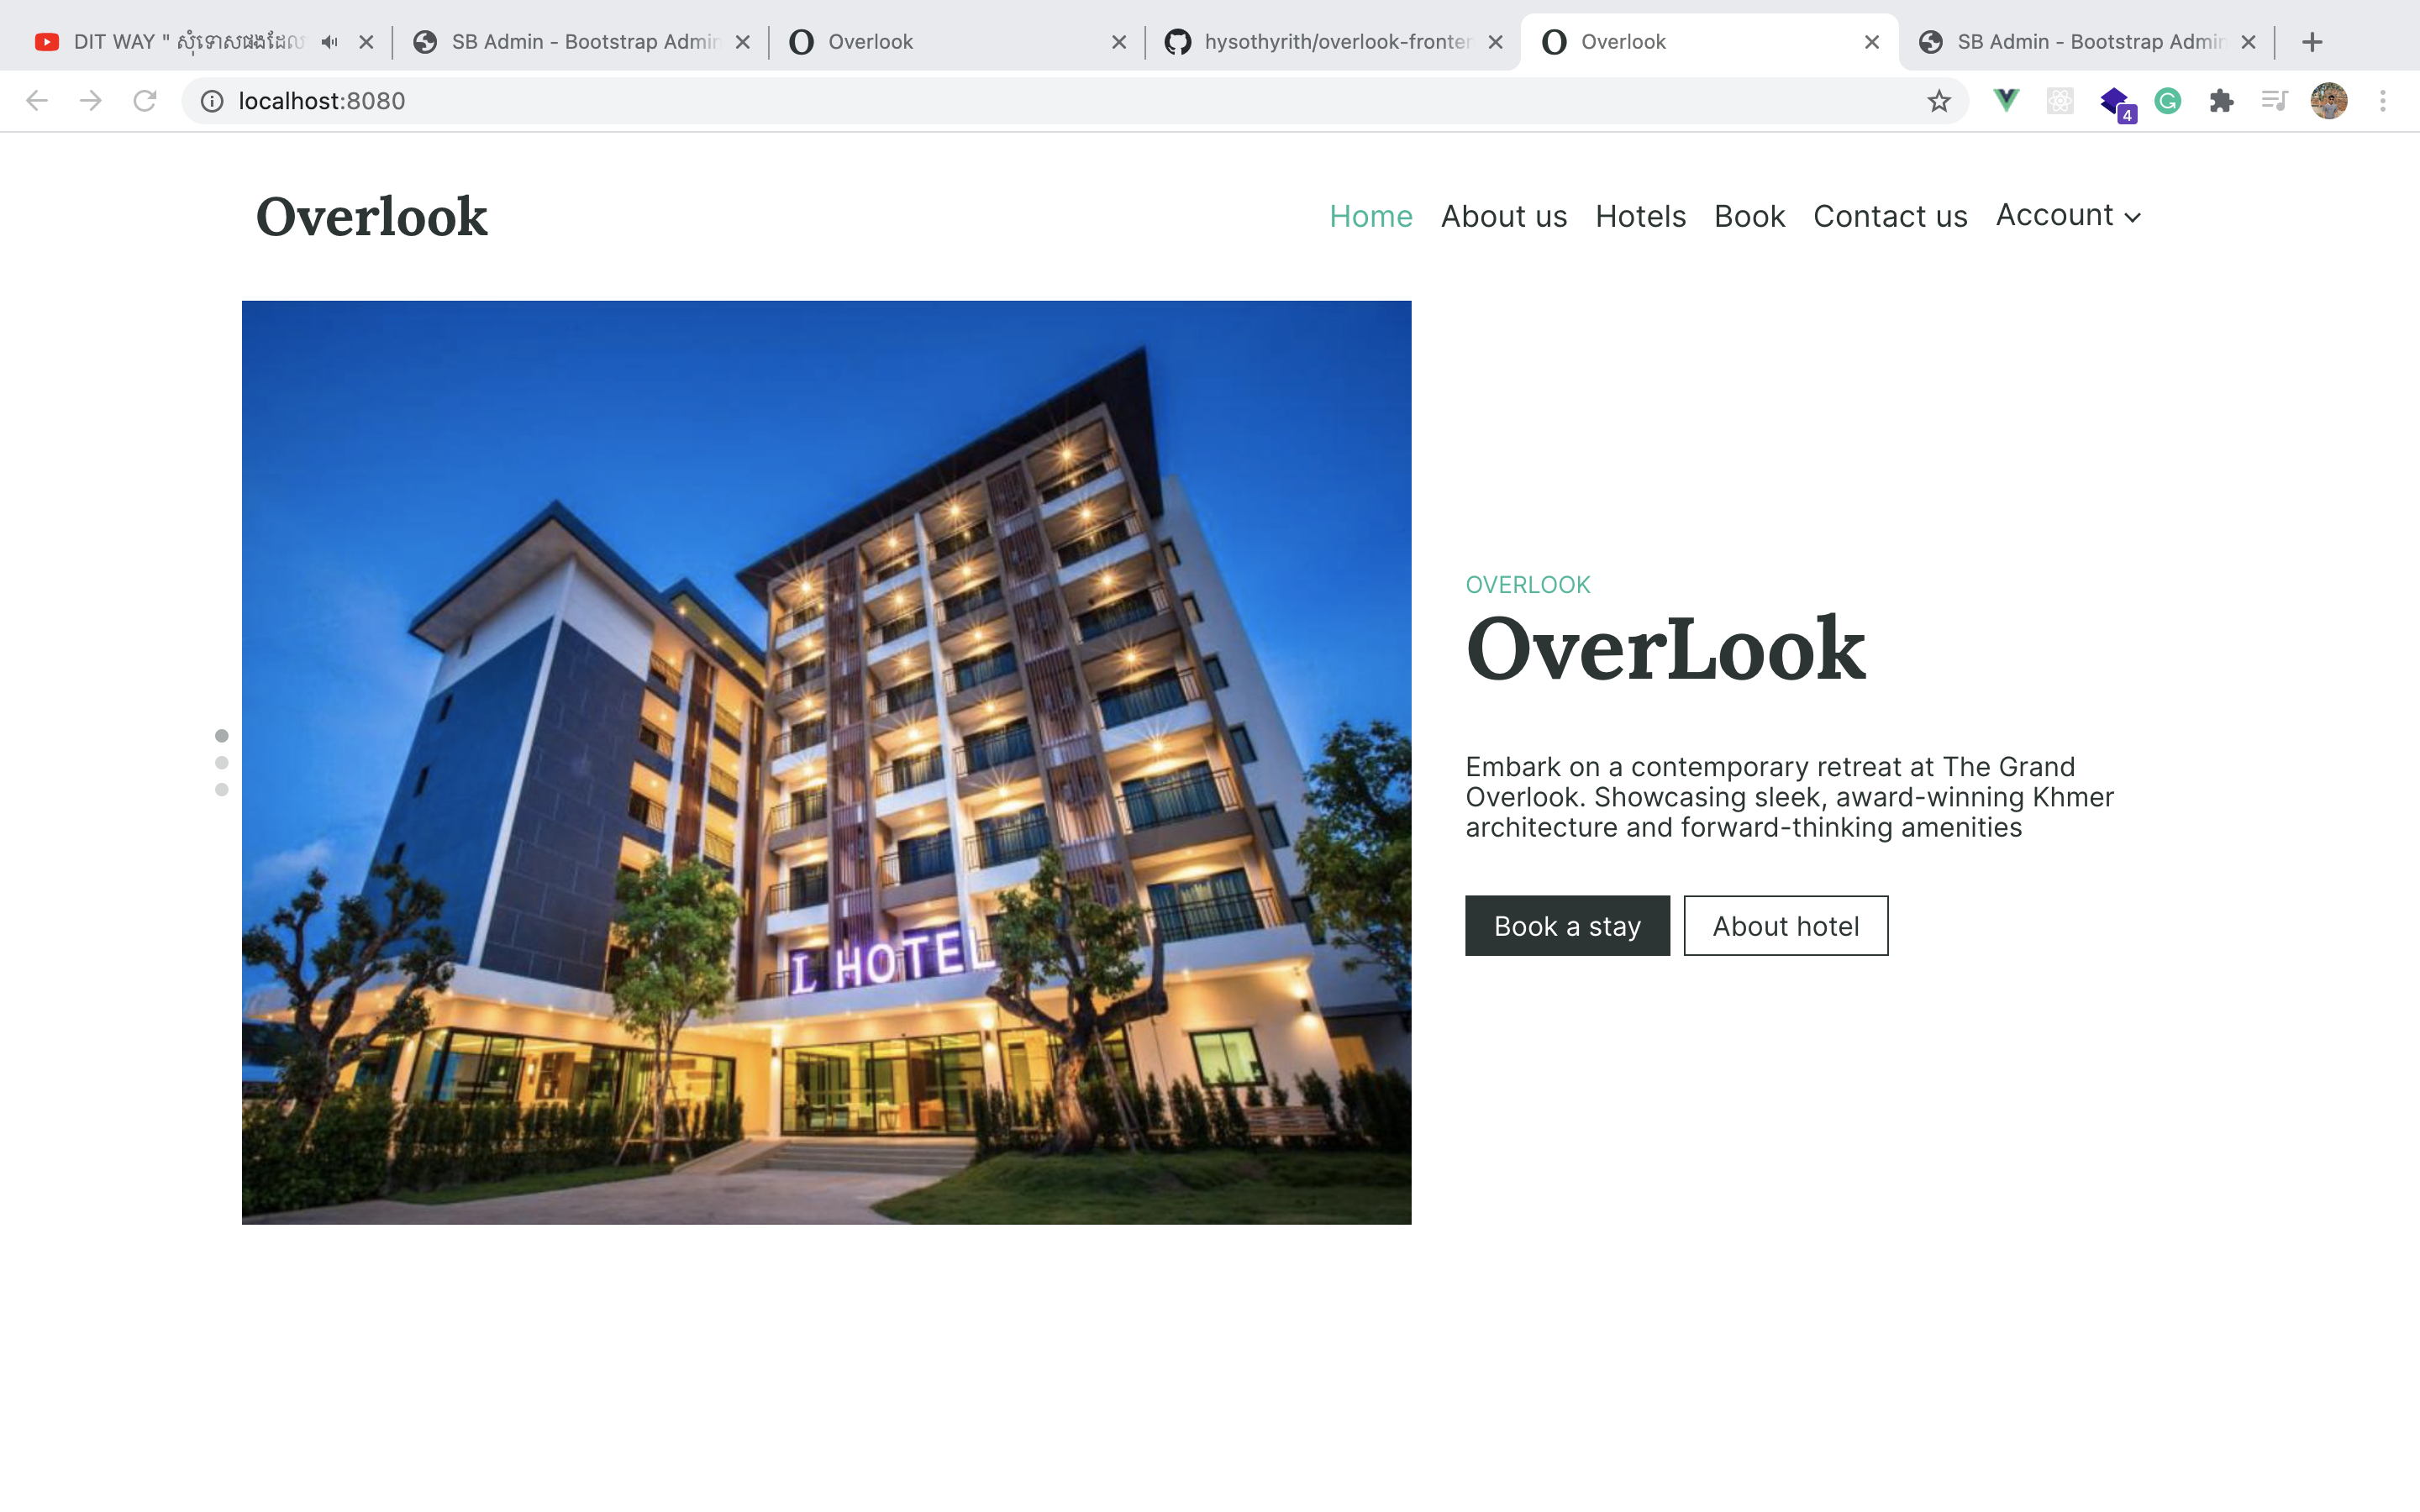 DIT WAY " សុំទោសផងដែល
SB Admin - Bootstrap Admin
Overlook
hysothyrith/overlook-fronten
Overlook
SB Admin - Bootstrap Admin
localhost:8080
4
Overlook
Home
About us
Hotels
Book
Contact us
Account
L HOTEL
OVERLOOK
OverLook
Embark on a contemporary retreat at The Grand
Overlook. Showcasing sleek, award-winning Khmer
architecture and forward-thinking amenities
Book a stay
About hotel